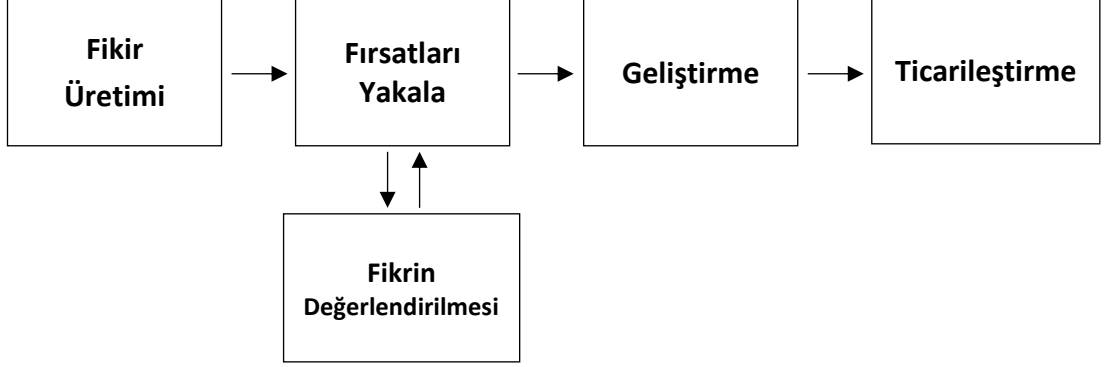 Fikir
Üretimi
Fırsatları
Yakala
Geliştirme
Ticarileştirme
Fikrin
Değerlendirilmesi